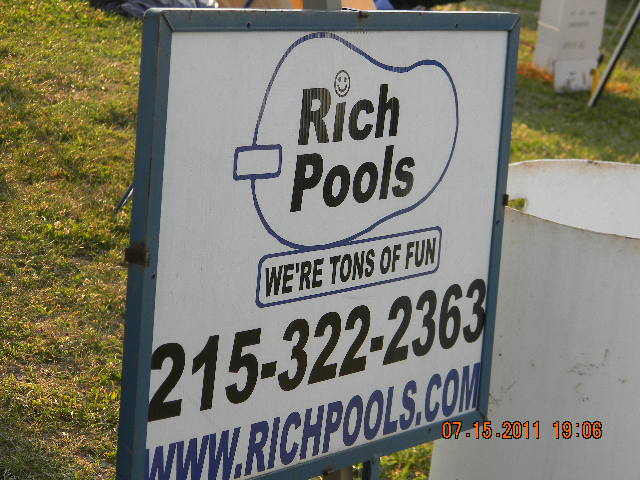 Rich
Pools
WE'RE TONS OF FUN
215-322-2363
WWW.RICHPOOLS.COM
07.15.2011 19:06